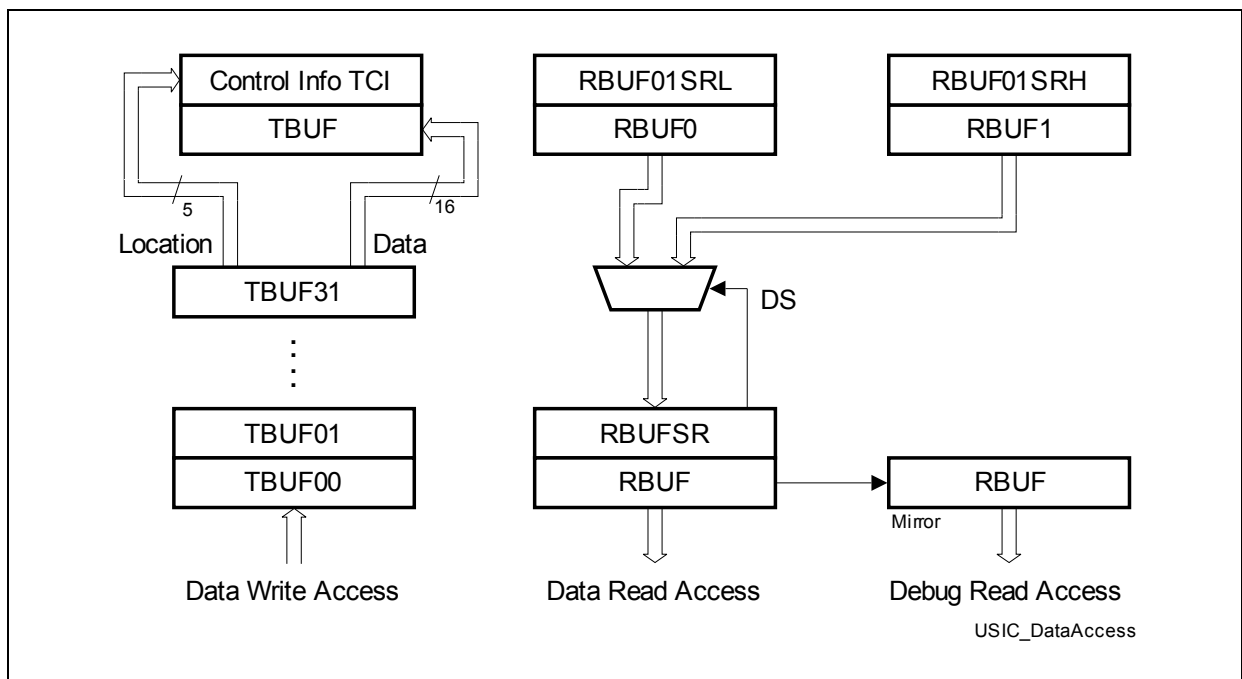 Control Info TCI
TBUF
5
16
Location
Data
TBUF31
TBUF01
TBUF00
Data Write Access
RBUF01SRL
RBUF0
RBUF01SRH
RBUF1
DS
RBUFSR
RBUF
Data Read Access
RBUF
Mirror
Debug Read Access
USIC_DataAccess